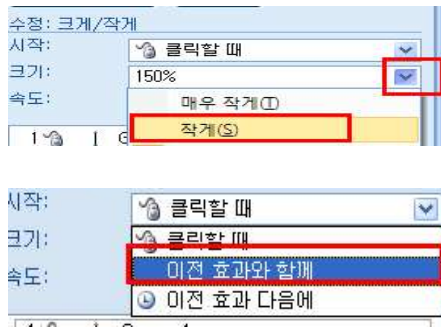 수정: 크게/작게
시작: 클릭할 때
크기: 150%
속도: 매우 작게(T)
작게(S)
1
시작: 클릭할 때
크기: 클릭할 때
속도: 이전 효과와 함께
이전 효과 다음에